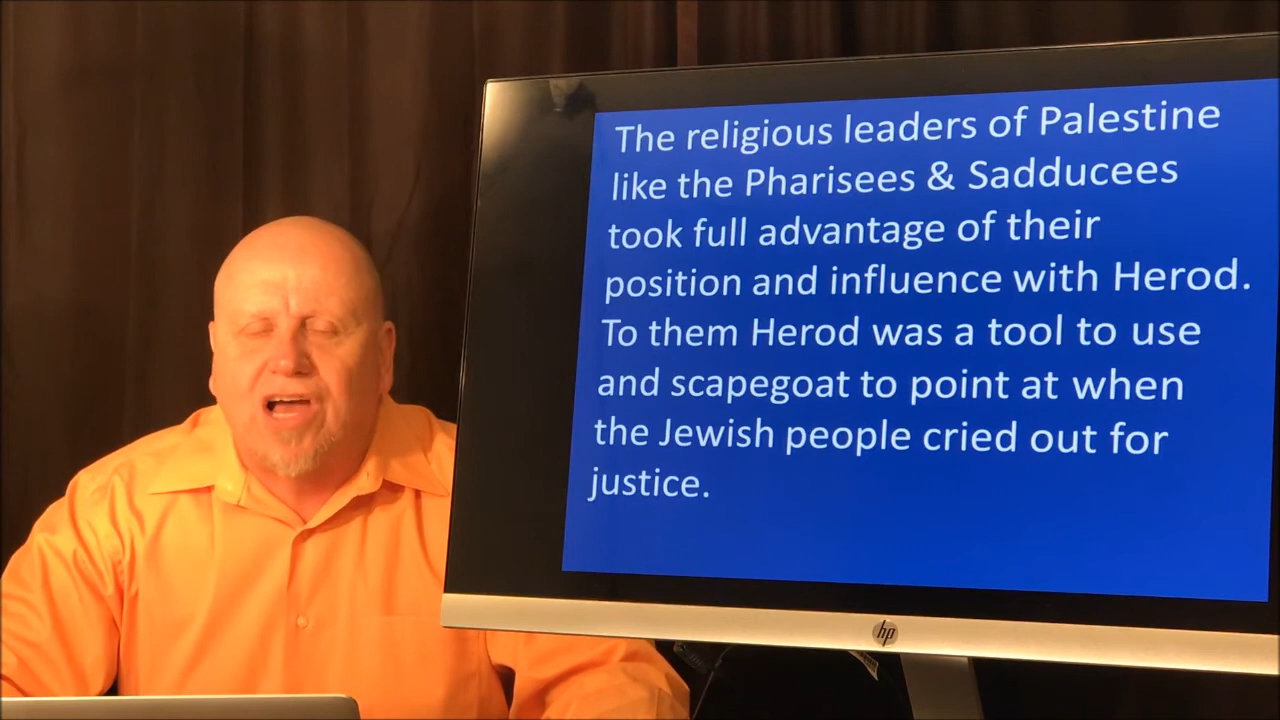 The religious leaders of Palestine
like the Pharisees & Sadducees
took full advantage of their
position and influence with Herod.
To them Herod was a tool to use
and scapegoat to point at when
the Jewish people cried out for
justice.
hp